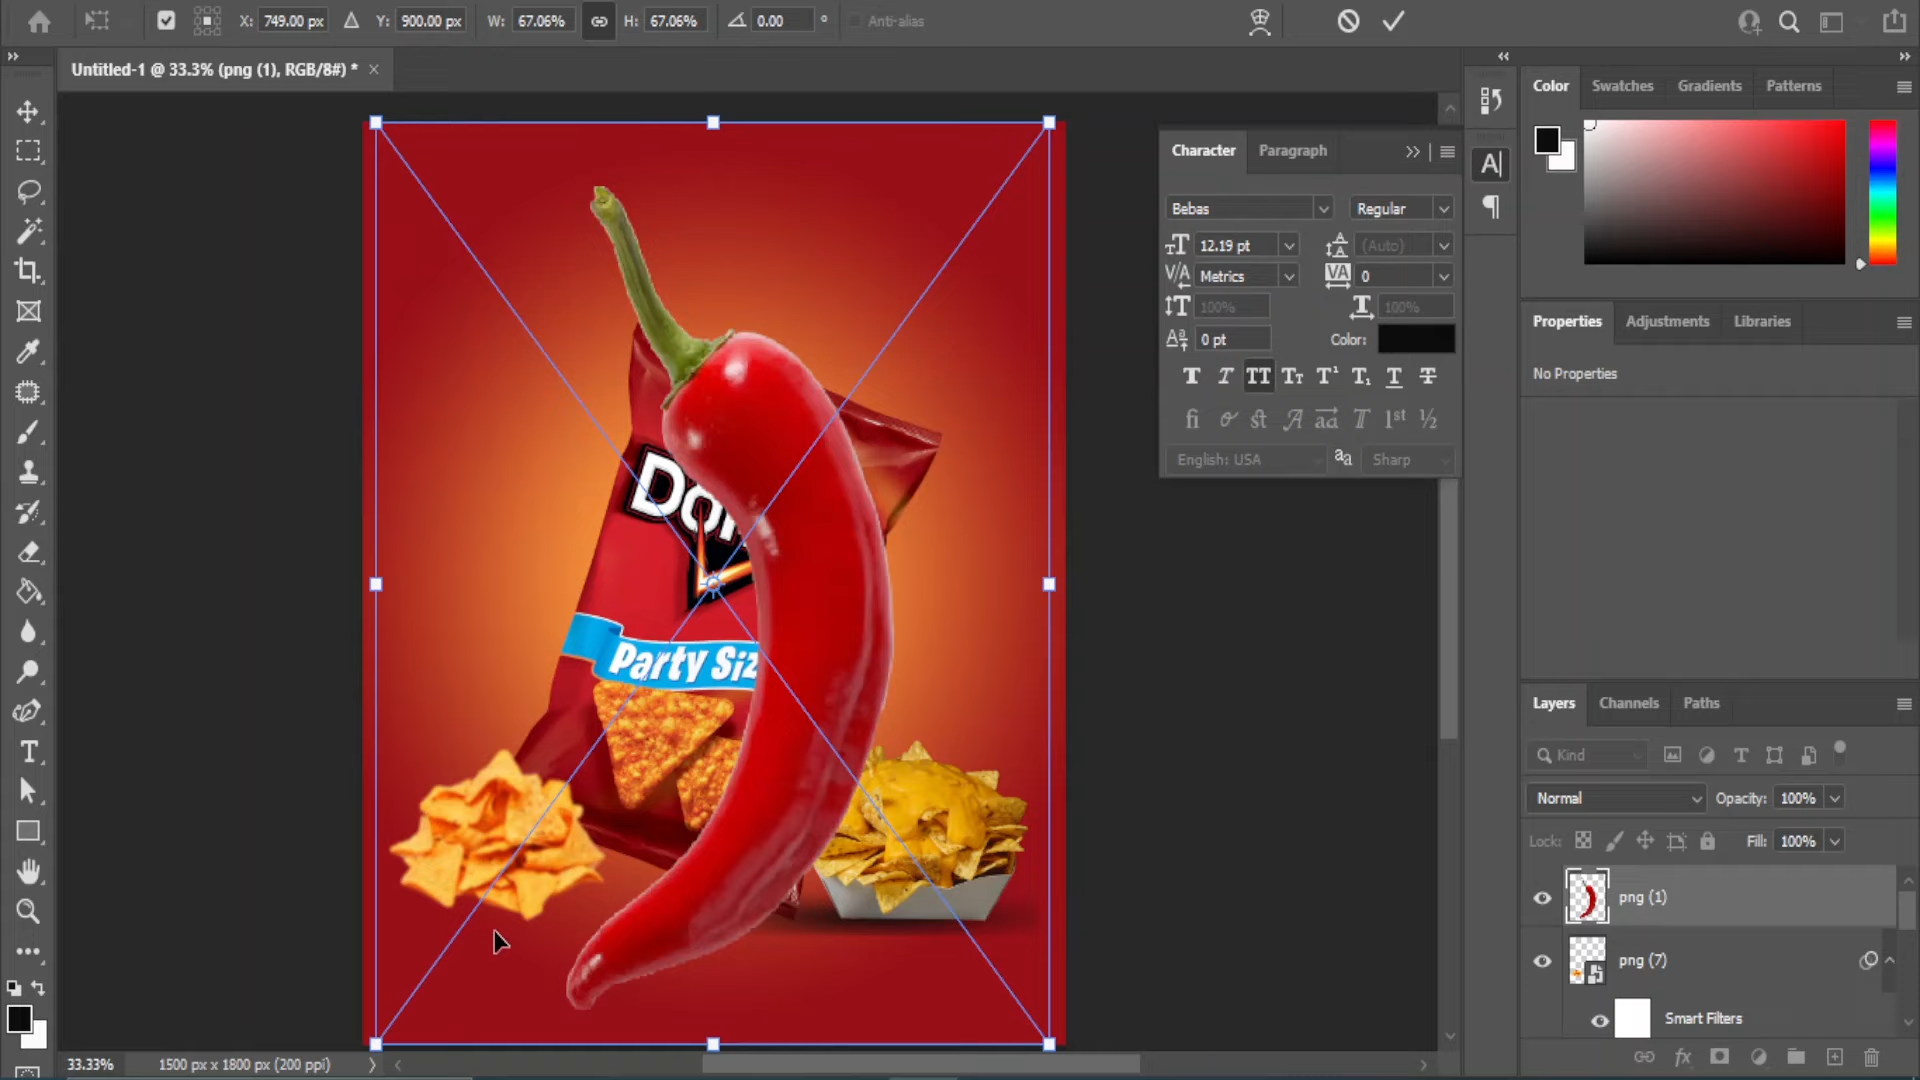 X: 749.00 px Y: 900.00 px W: 67.06% H: 67.06% 0.00 ° Anti-alias
Untitled-1 @ 33.3% (png (1), RGB/8#) * ×
Color Swatches Gradients Patterns
Character Paragraph
Bebas Regular
12.19 pt (Auto)
Metrics 0
100% 100%
0 pt Color:
English: USA aa Sharp
Properties Adjustments Libraries
No Properties
Party Siz
Layers Channels Paths
Kind
Normal Opacity: 100%
Lock: Fill: 100%
png (1)
png (7)
Smart Filters
33.33% 1500 px x 1800 px (200 ppi)